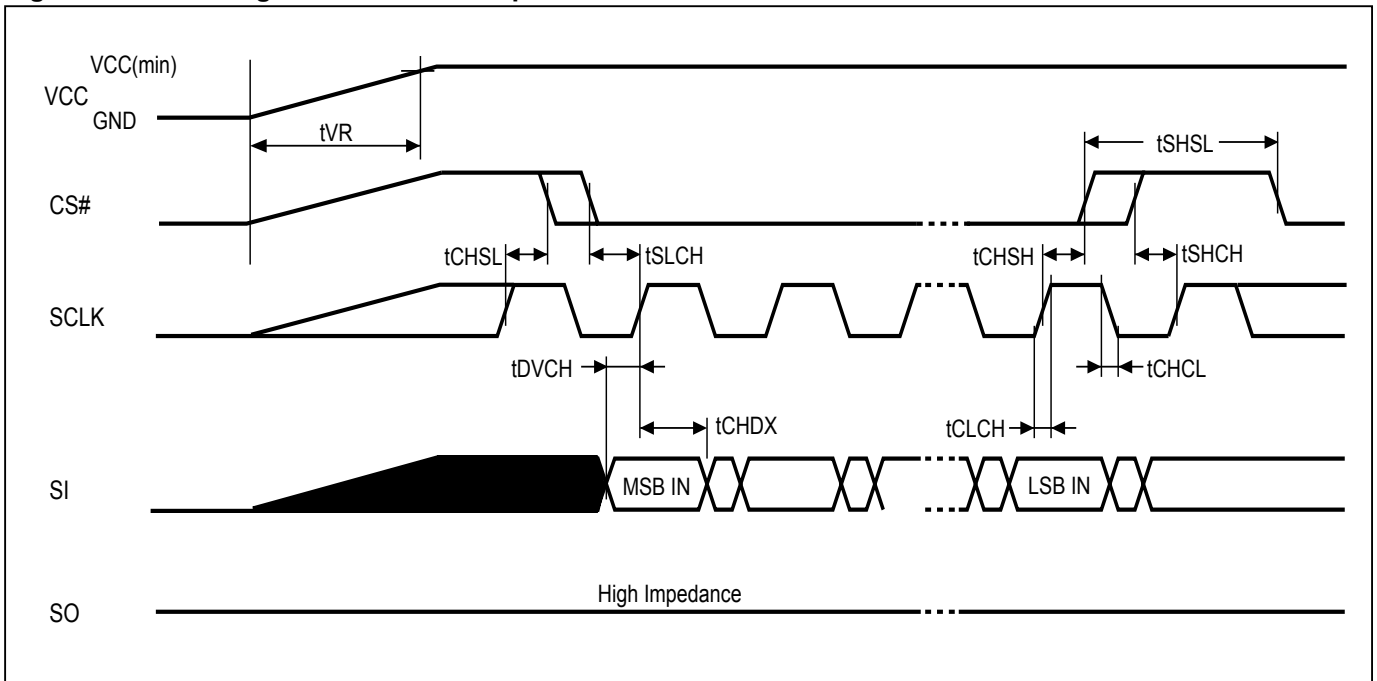 VCC(min)
VCC
GND
tVR
tSHSL
CS#
tCHSL
tSLCH
tCHSH
tSHCH
SCLK
tDVCH
tCHCL
tCHDX
tCLCH
SI
MSB IN
LSB IN
High Impedance
SO